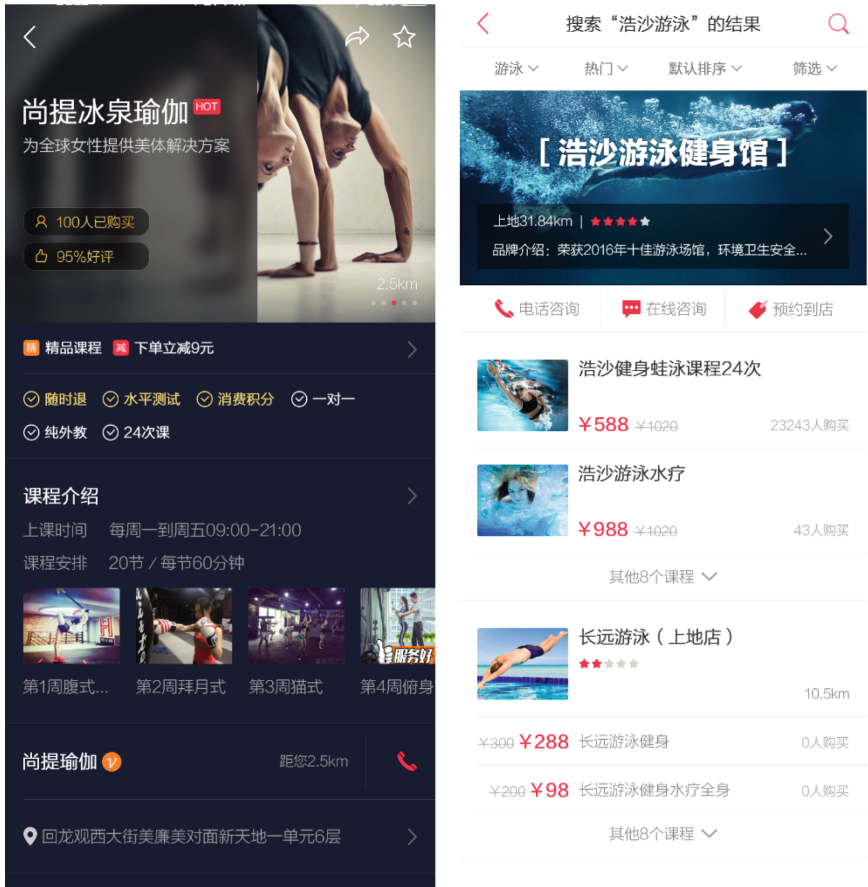 尚提冰泉瑜伽 HOT
为全球女性提供美体解决方案
100人已购买
95%好评
2.5km
精 精品课程 减 下单立减9元
随时退 水平测试 消费积分 一对一
纯外教 24次课
课程介绍
上课时间 每周一到周五09:00-21:00
课程安排 20节 / 每节60分钟
服务好
第1周腹式... 第2周拜月式 第3周猫式 第4周俯身
尚提瑜伽 V 距您2.5km
回龙观西大街美廉美对面新天地一单元6层
搜索“浩沙游泳”的结果
游泳 热门 默认排序 筛选
[ 浩沙游泳健身馆 ]
上地31.84km |
品牌介绍：荣获2016年十佳游泳场馆，环境卫生安全...
电话咨询 在线咨询 预约到店
浩沙健身蛙泳课程24次
￥588 ￥1020 23243人购买
浩沙游泳水疗
￥988 ￥1020 43人购买
其他8个课程
长远游泳（上地店）
10.5km
￥300 ￥288 长远游泳健身 0人购买
￥200 ￥98 长远游泳健身水疗全身 0人购买
其他8个课程